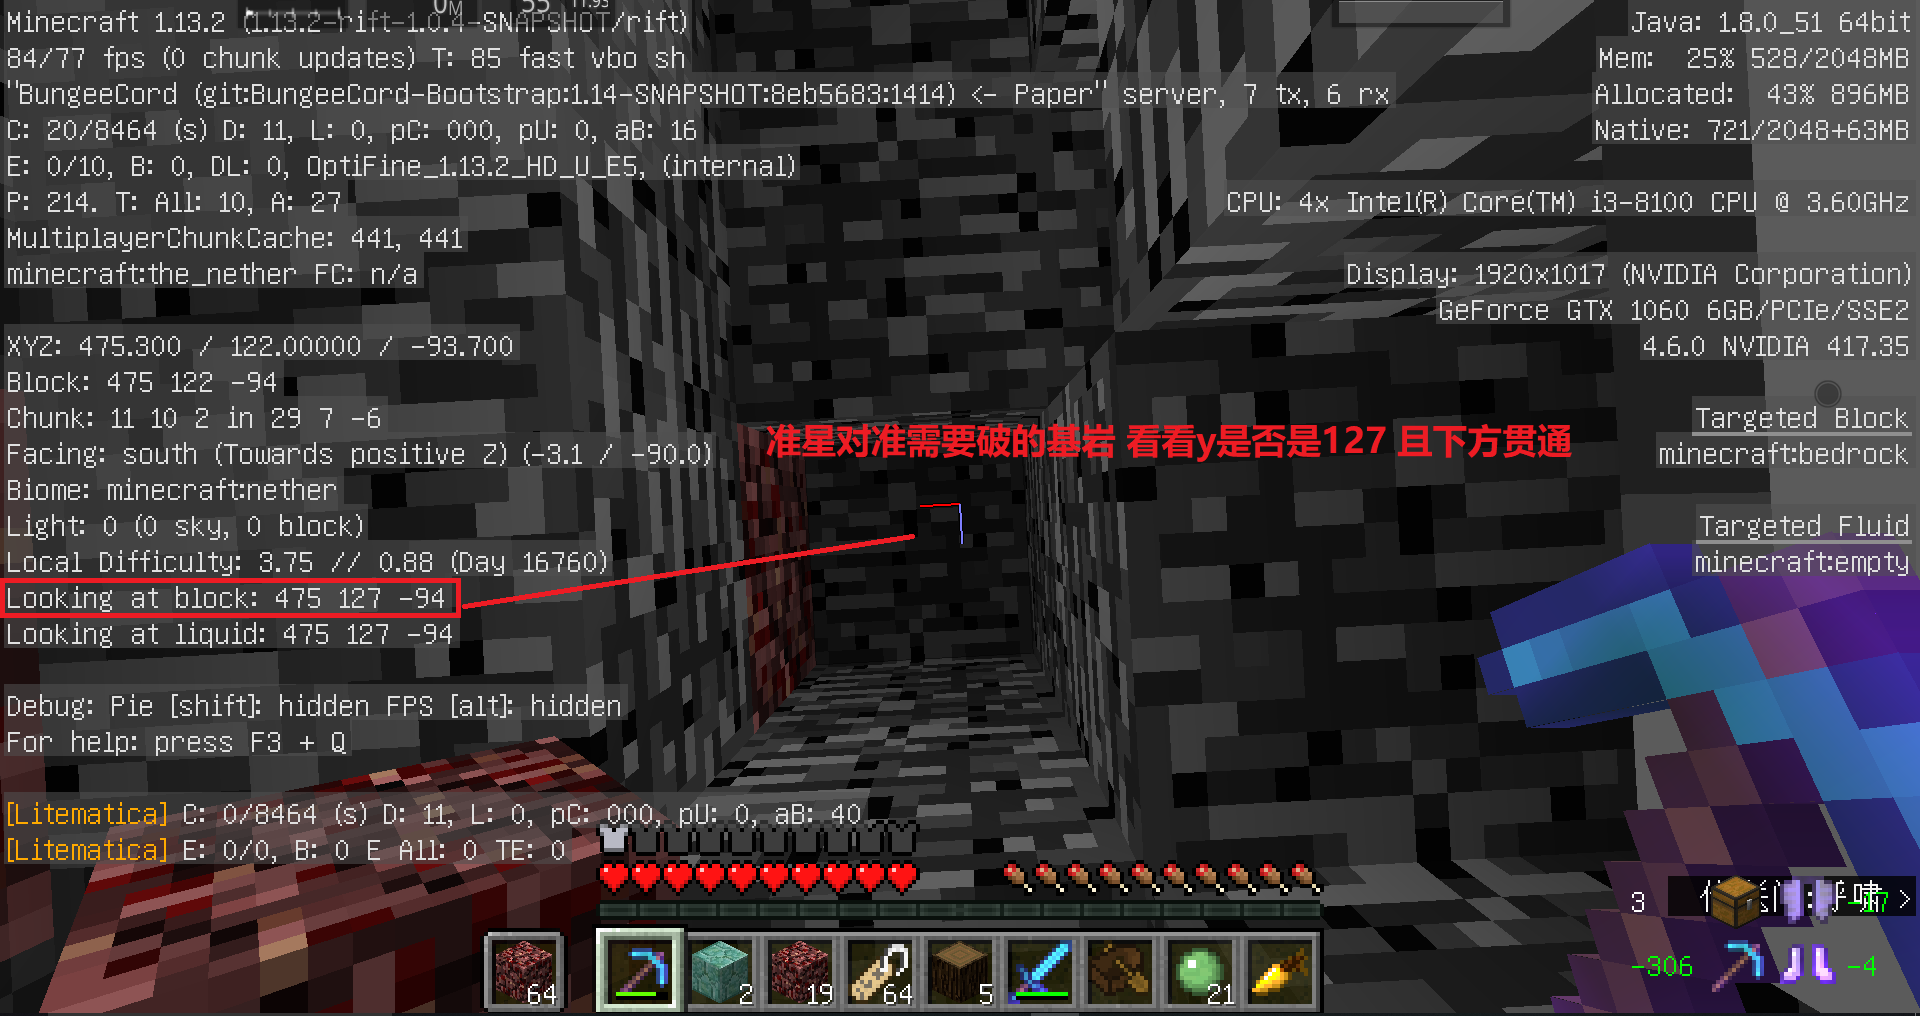 Minecraft 1.13.2 (1.13.2-rift-1.0.4-SNAPSHOT/rift)
84/77 fps (0 chunk updates) T: 85 fast vbo sh
"BungeeCord (git:BungeeCord-Bootstrap:1.14-SNAPSHOT:8eb5683:1414) <- Paper" server, 7 tx, 6 rx
C: 20/8464 (s) D: 11, L: 0, pC: 000, pU: 0, aB: 16
E: 0/10, B: 0, DL: 0, OptiFine_1.13.2_HD_U_E5, (internal)
P: 214. T: All: 10, A: 27
MultiplayerChunkCache: 441, 441
minecraft:the_nether FC: n/a
XYZ: 475.300 / 122.00000 / -93.700
Block: 475 122 -94
Chunk: 11 10 2 in 29 7 -6
Facing: south (Towards positive Z) (-3.1 / -90.0)
Biome: minecraft:nether
Light: 0 (0 sky, 0 block)
Local Difficulty: 3.75 // 0.88 (Day 16760)
Looking at block: 475 127 -94
Looking at liquid: 475 127 -94
Debug: Pie [shift]: hidden FPS [alt]: hidden
For help: press F3 + Q
[Litematica] C: 0/8464 (s) D: 11, L: 0, pC: 000, pU: 0, aB: 40
[Litematica] E: 0/0, B: 0 E All: 0 TE: 0
Java: 1.8.0_51 64bit
Mem: 25% 528/2048MB
Allocated: 43% 896MB
Native: 721/2048+63MB
CPU: 4x Intel(R) Core(TM) i3-8100 CPU @ 3.60GHz
Display: 1920x1017 (NVIDIA Corporation)
GeForce GTX 1060 6GB/PCIe/SSE2
4.6.0 NVIDIA 417.35
Targeted Block
minecraft:bedrock
Targeted Fluid
minecraft:empty
准星对准需要破的基岩 看看y是否是127 且下方贯通
3
-306
-4
64
2
19
64
5
21